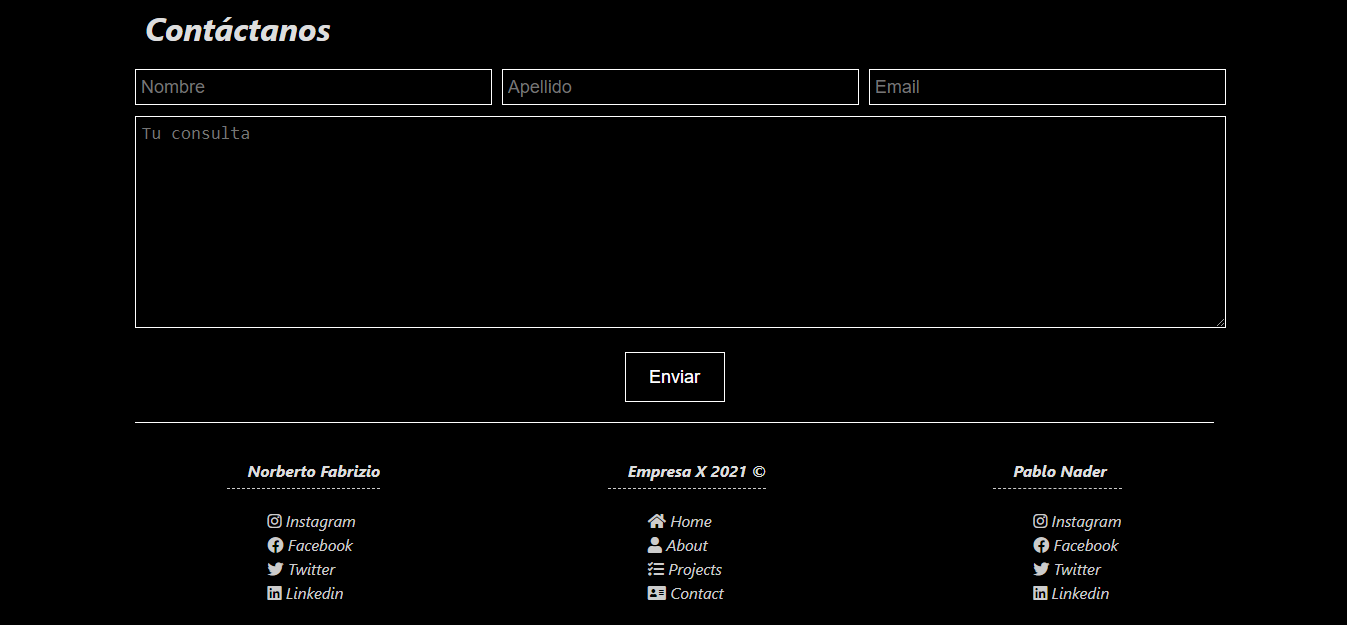 Contáctanos
Nombre Apellido Email
Tu consulta
Enviar
Norberto Fabrizio
Instagram
Facebook
Twitter
Linkedin
Empresa X 2021 ©
Home
About
Projects
Contact
Pablo Nader
Instagram
Facebook
Twitter
Linkedin